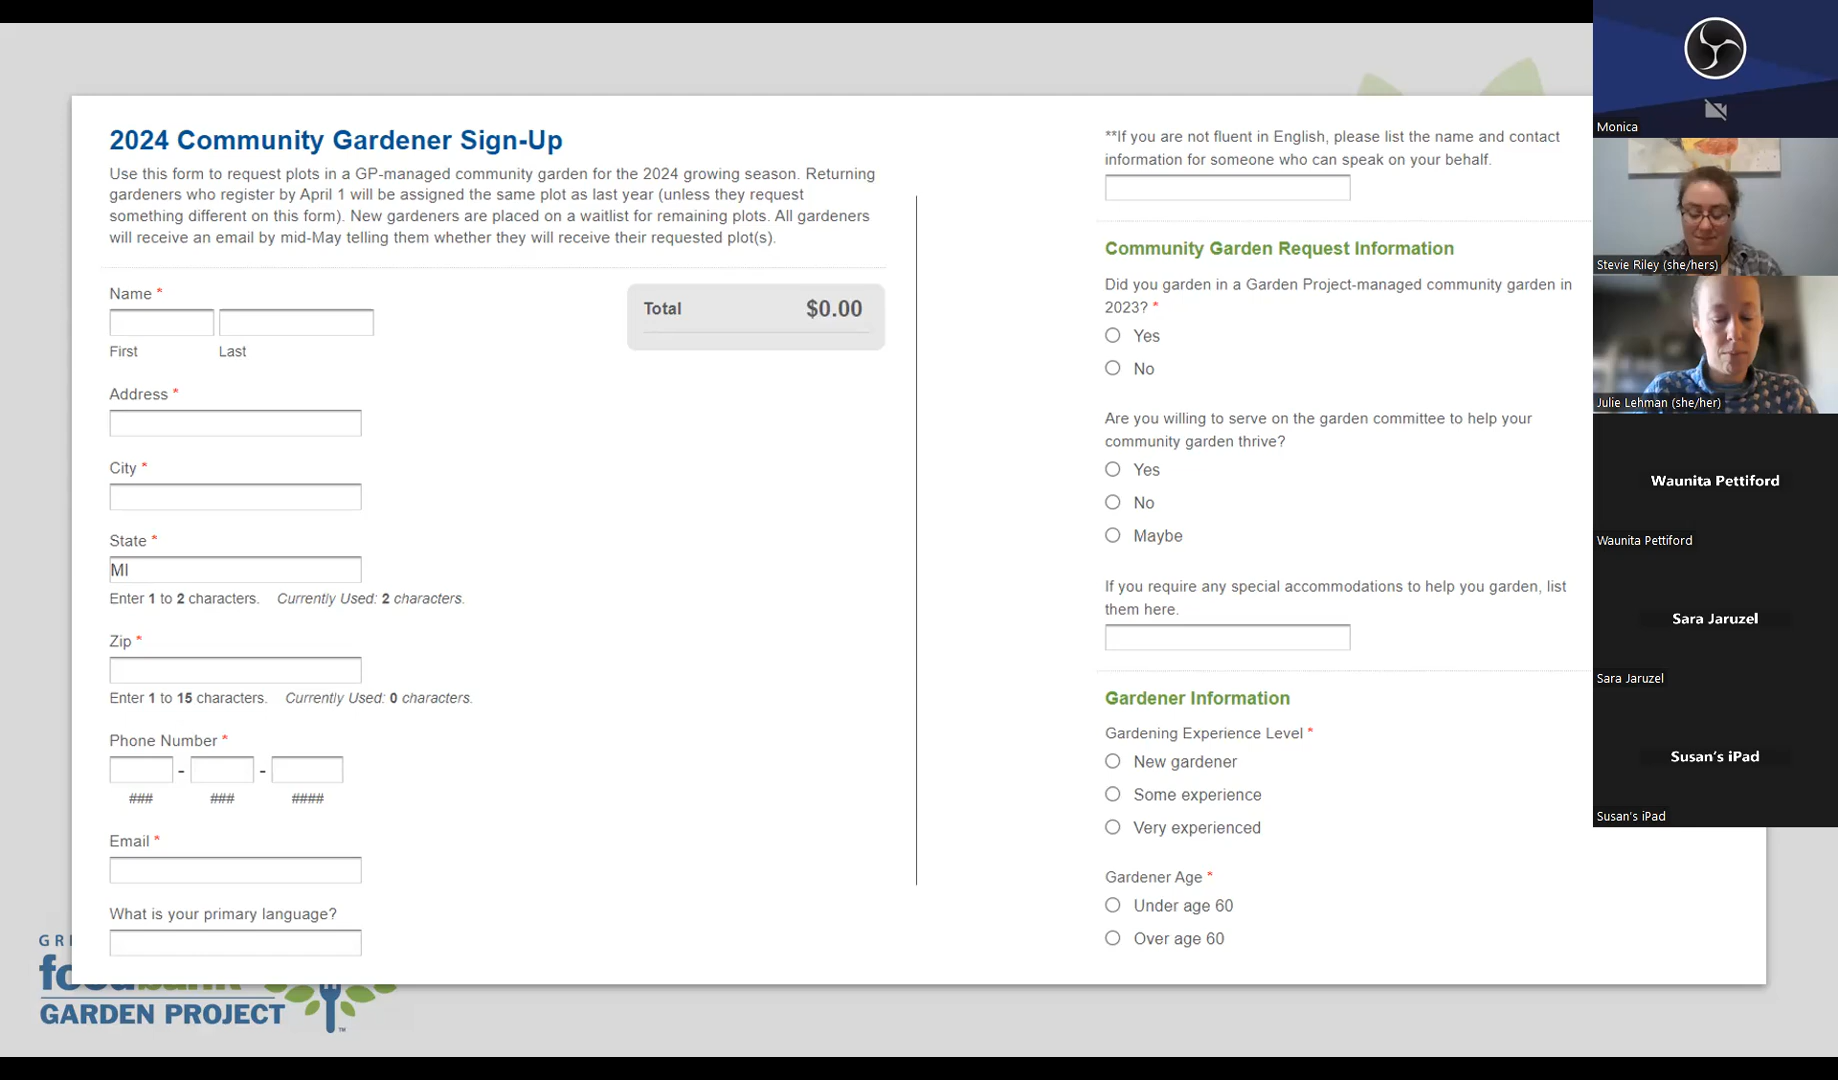 2024 Community Gardener Sign-Up
Use this form to request plots in a GP-managed community garden for the 2024 growing season. Returning
gardeners who register by April 1 will be assigned the same plot as last year (unless they request
something different on this form). New gardeners are placed on a waitlist for remaining plots. All gardeners
will receive an email by mid-May telling them whether they will receive their requested plot(s).
Name *
First Last
Total $0.00
Address *
City *
State *
MI
Enter 1 to 2 characters. Currently Used: 2 characters.
Zip *
Enter 1 to 15 characters. Currently Used: 0 characters.
Phone Number *
- -
### ### ####
Email *
What is your primary language?
**If you are not fluent in English, please list the name and contact
information for someone who can speak on your behalf.
Community Garden Request Information
Did you garden in a Garden Project-managed community garden in
2023? *
Yes
No
Are you willing to serve on the garden committee to help your
community garden thrive?
Yes
No
Maybe
If you require any special accommodations to help you garden, list
them here.
Gardener Information
Gardening Experience Level *
New gardener
Some experience
Very experienced
Gardener Age *
Under age 60
Over age 60
GARDEN PROJECT
TM
Monica
Stevie Riley (she/hers)
Julie Lehman (she/her)
Waunita Pettiford
Waunita Pettiford
Sara Jaruzel
Sara Jaruzel
Susan's iPad
Susan's iPad